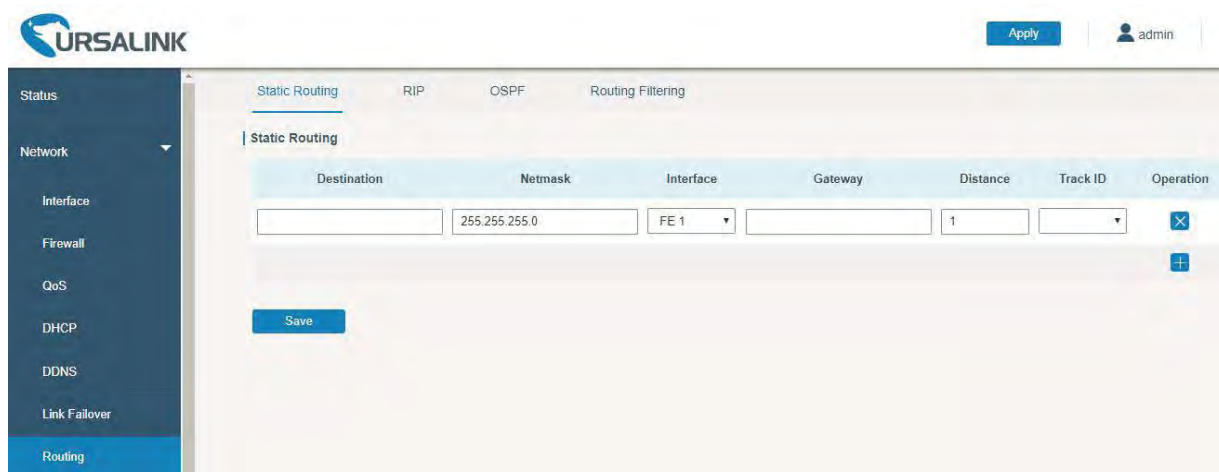 URSALINK
Apply
admin
Status
Network
Interface
Firewall
QoS
DHCP
DDNS
Link Failover
Routing
Static Routing RIP OSPF Routing Filtering
Static Routing
Destination Netmask Interface Gateway Distance Track ID Operation
255.255.255.0 FE 1 1
Save